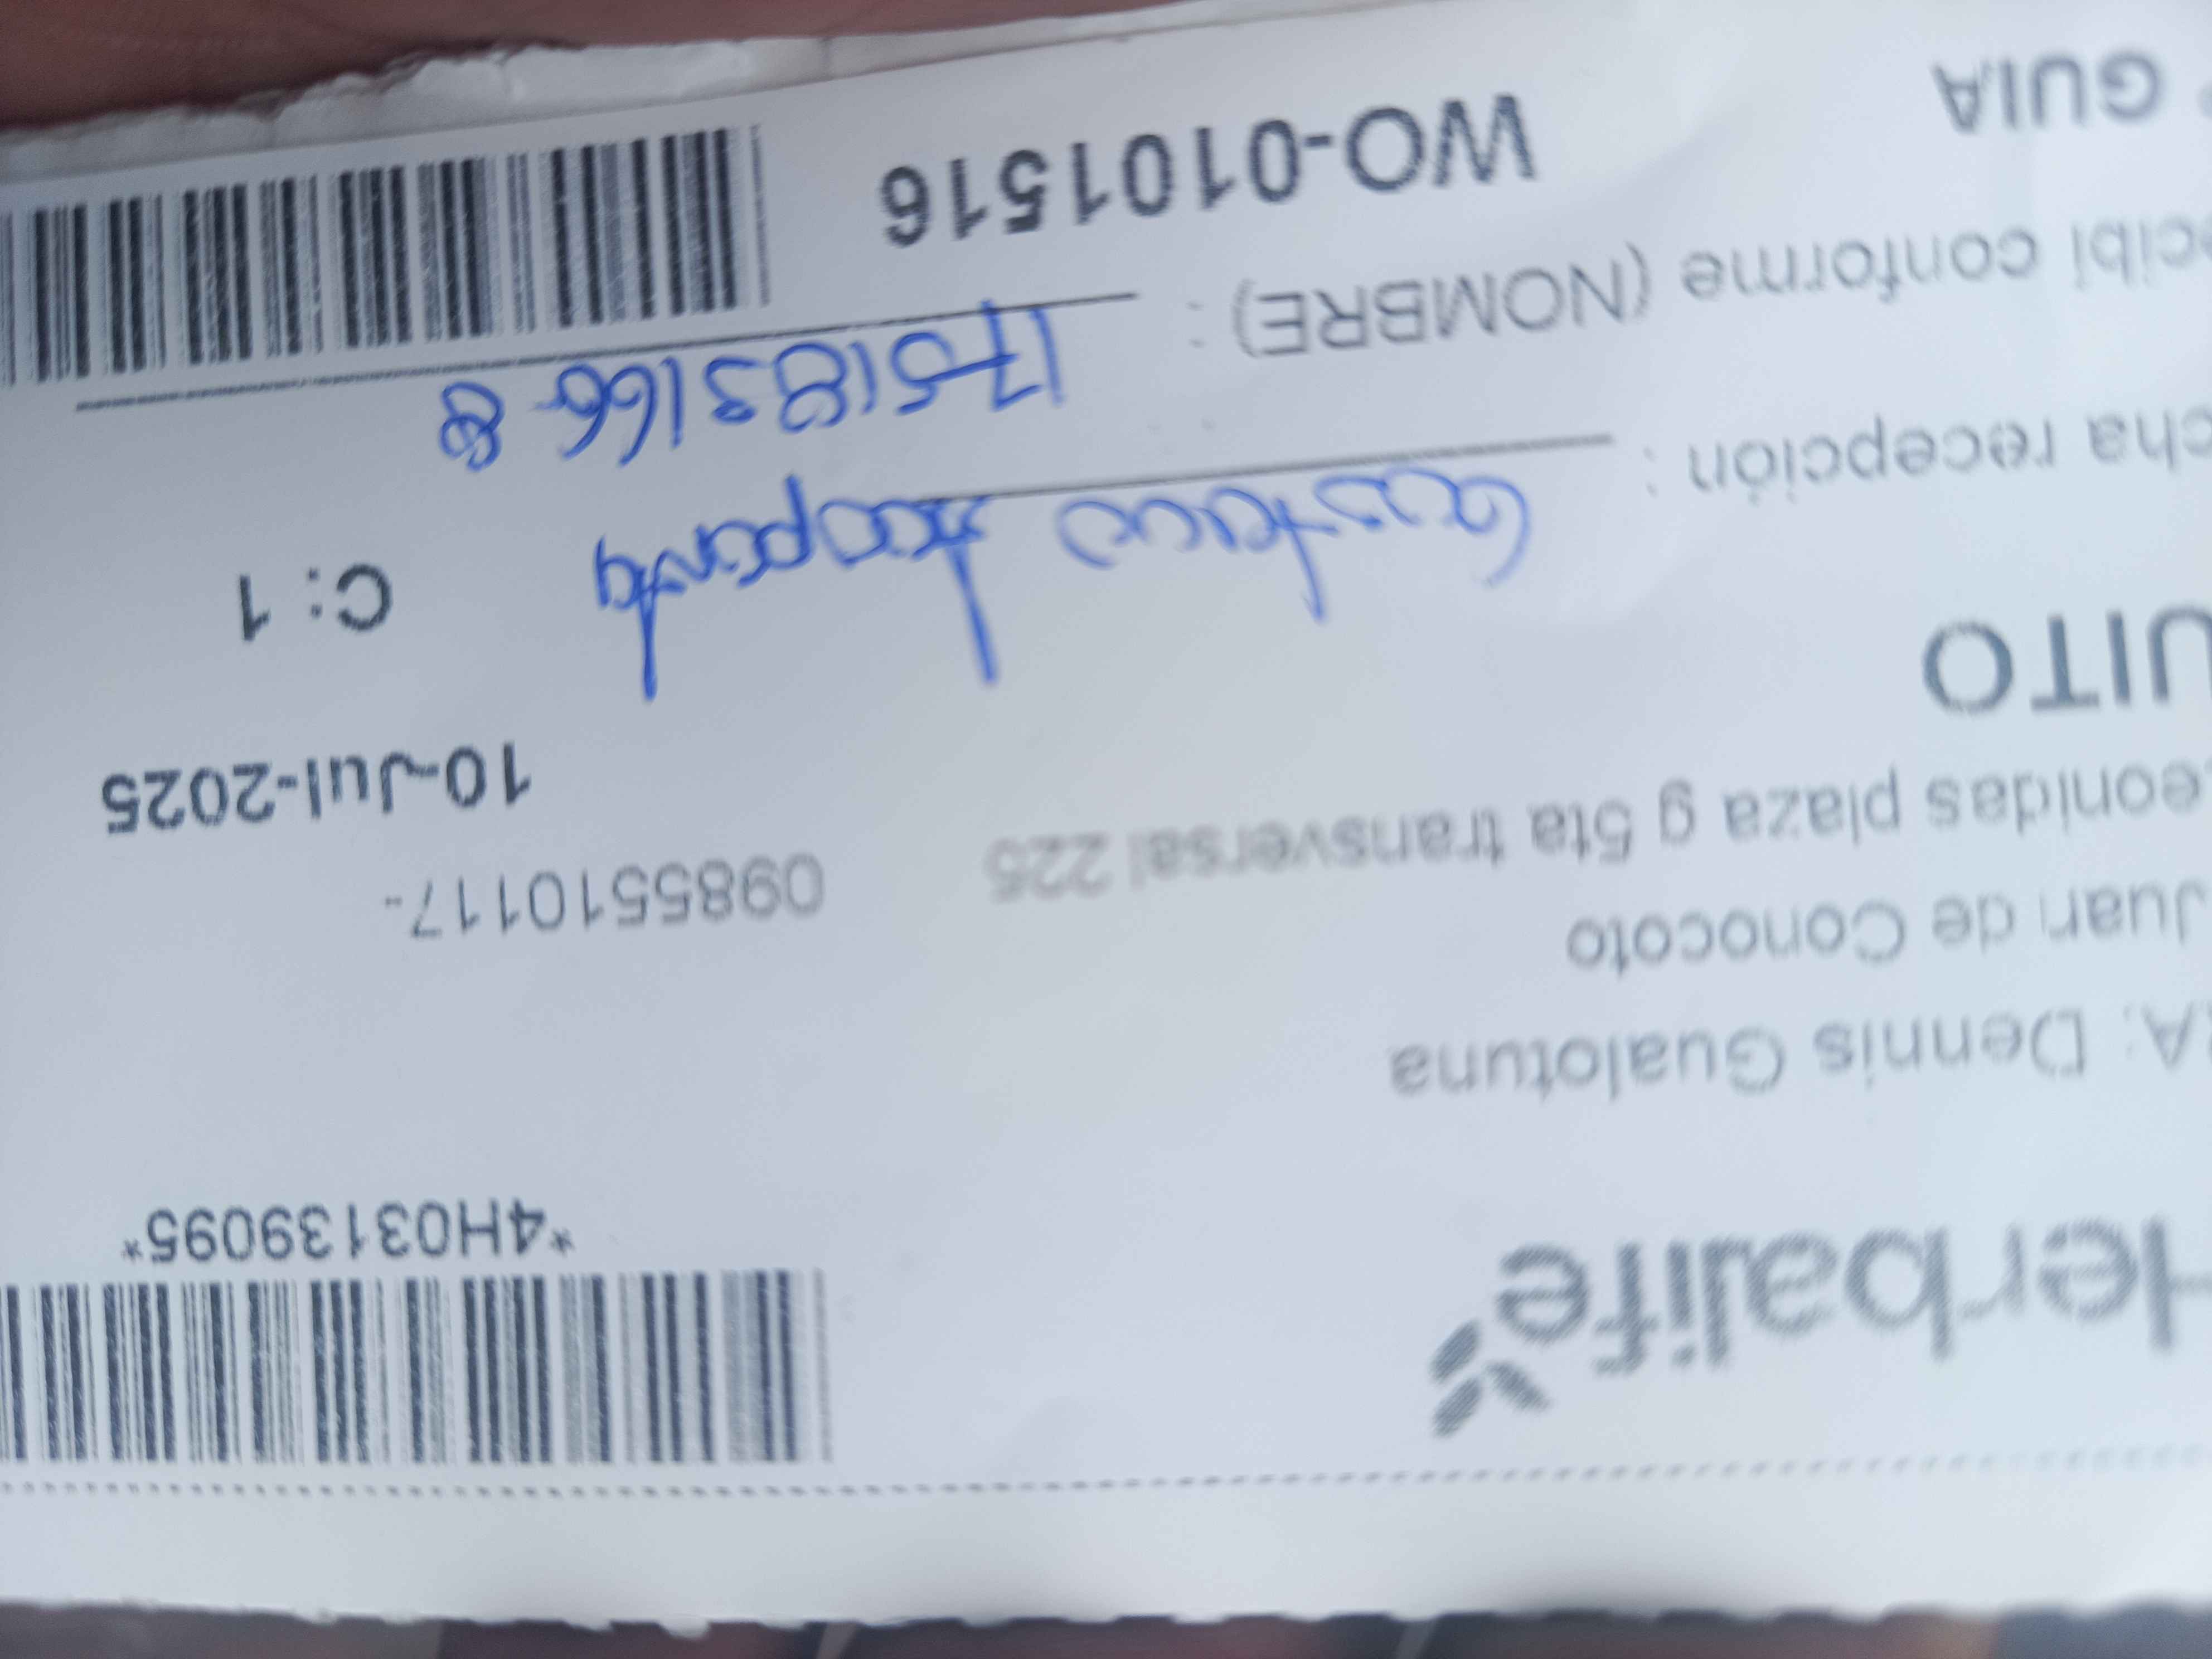 Herbalife
*4H03139095*
A: Dennis Gualotuna
Juan de Conocoto
eonidas plaza g 5ta transversal 225
0985510117-
UITO
10-Jul-2025
C: 1
cha recepción :
cibí conforme (NOMBRE) :
175183166-8
GUIA
WO-0101516